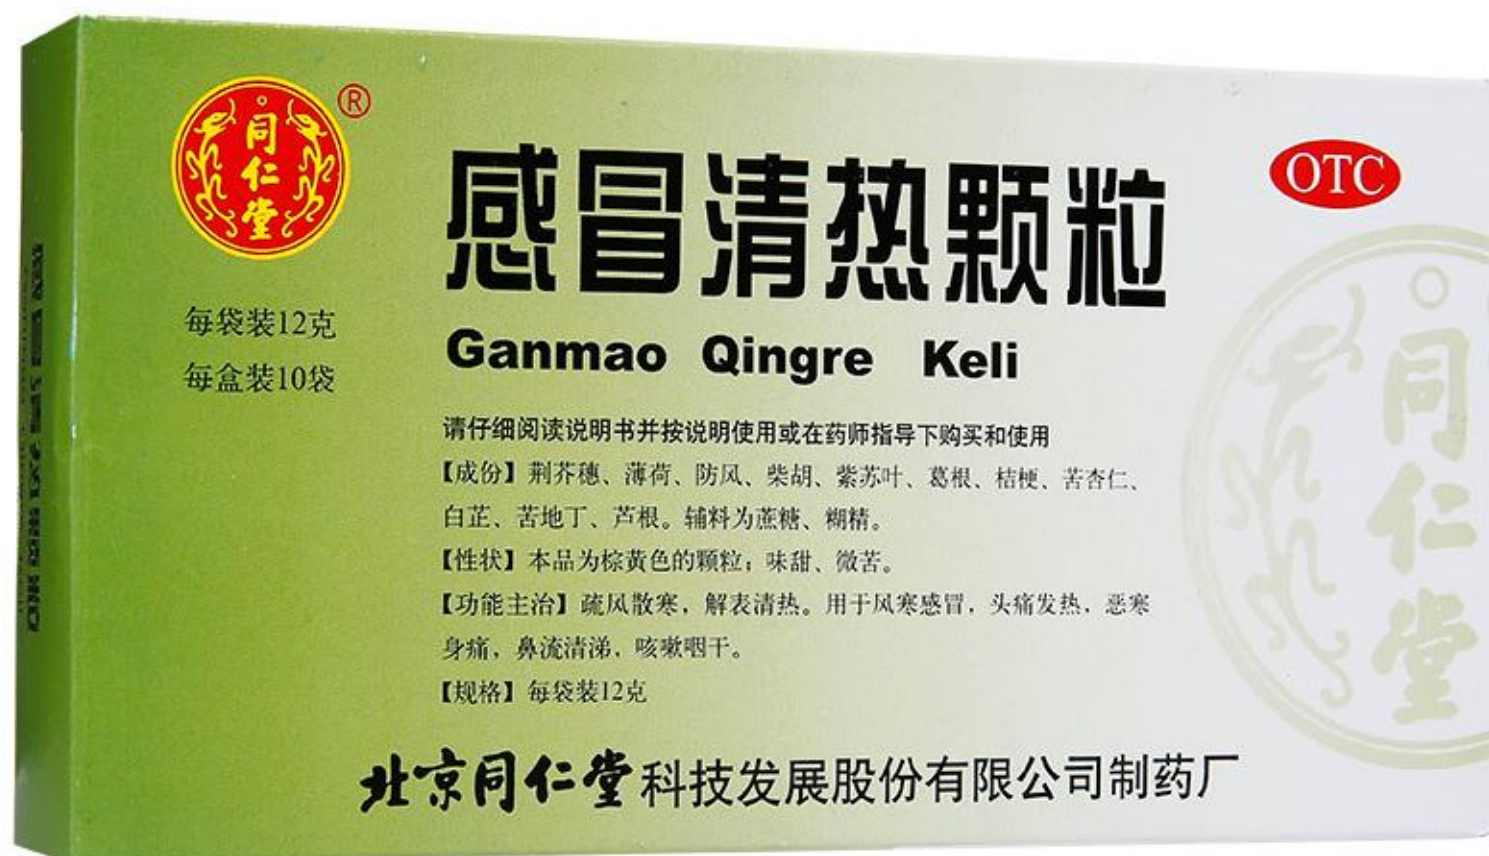 同仁堂
®
OTC
感冒清热颗粒
Ganmao Qingre Keli
每袋装12克
每盒装10袋
请仔细阅读说明书并按说明使用或在药师指导下购买和使用
【成份】荆芥穗、薄荷、防风、柴胡、紫苏叶、葛根、桔梗、苦杏仁、
白芷、苦地丁、芦根。辅料为蔗糖、糊精。
【性状】本品为棕黄色的颗粒；味甜、微苦。
【功能主治】疏风散寒，解表清热。用于风寒感冒，头痛发热，恶寒
身痛，鼻流清涕，咳嗽咽干。
【规格】每袋装12克
北京同仁堂科技发展股份有限公司制药厂
同仁堂